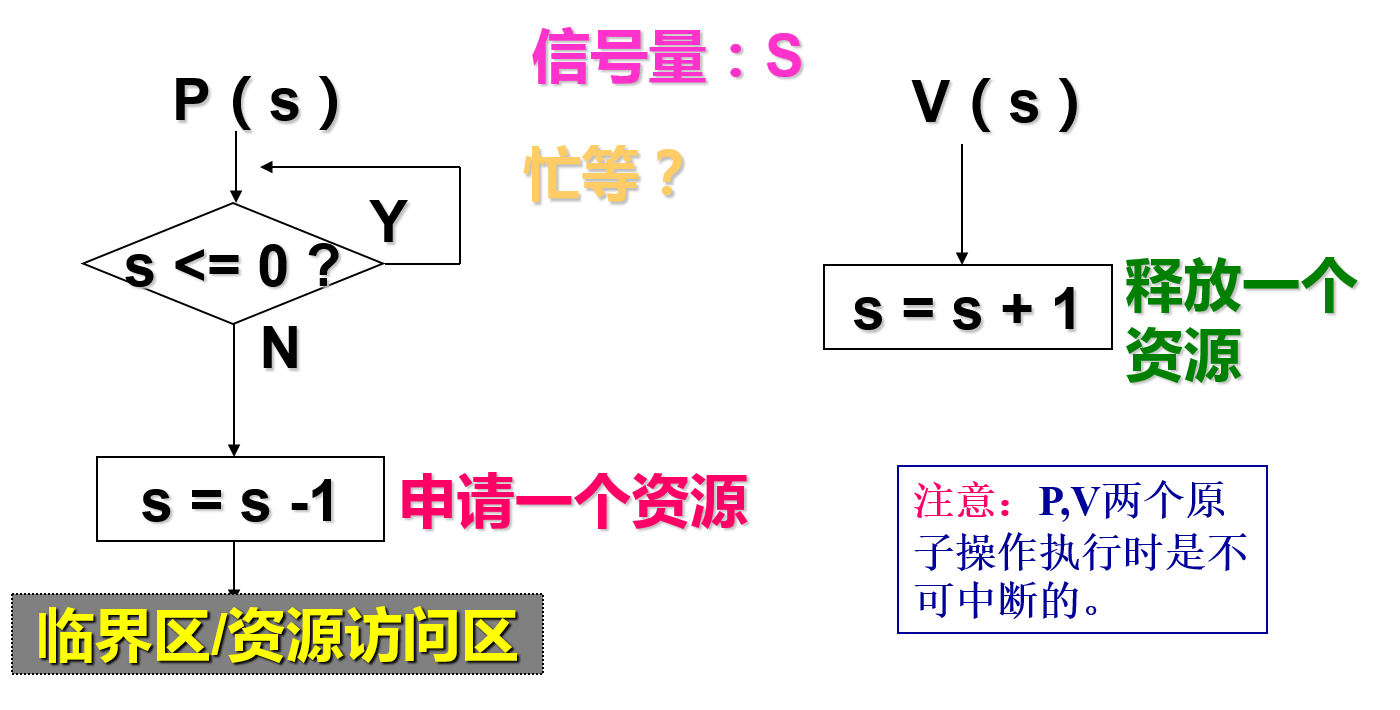 信号量：S
P ( s )
V ( s )
忙等？
Y
s <= 0 ?
N
s = s + 1
释放一个
资源
s = s -1
申请一个资源
注意：P,V两个原
子操作执行时是不
可中断的。
临界区/资源访问区